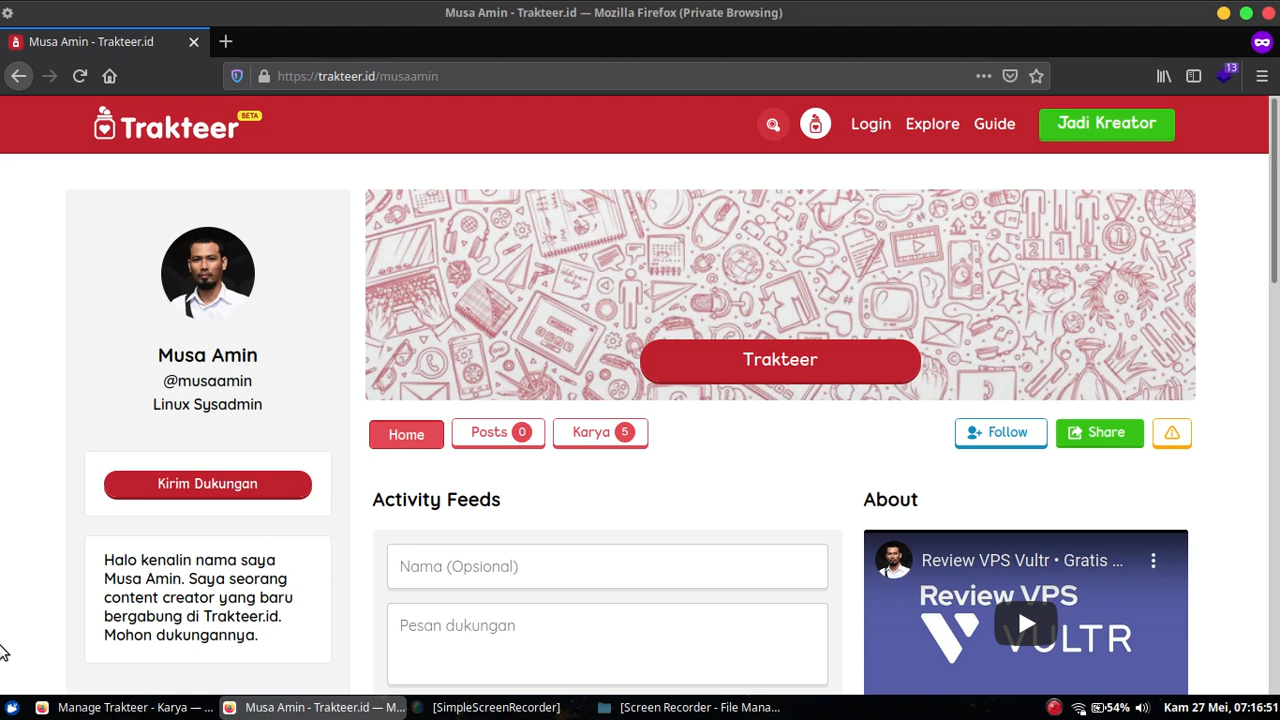 Musa Amin - Trakteer.id — Mozilla Firefox (Private Browsing)
Musa Amin - Trakteer.id
https://trakteer.id/musaamin
13
Trakteer BETA
Login Explore Guide Jadi Kreator
Musa Amin
@musaamin
Linux Sysadmin
Kirim Dukungan
Halo kenalin nama saya
Musa Amin. Saya seorang
content creator yang baru
bergabung di Trakteer.id.
Mohon dukungannya.
Trakteer
Home Posts 0 Karya 5 Follow Share
Activity Feeds
Nama (Opsional)
Pesan dukungan
About
Review VPS Vultr • Gratis ...
Review VPS
VULTR
Manage Trakteer - Karya — ... Musa Amin - Trakteer.id — M... [SimpleScreenRecorder] [Screen Recorder - File Mana... 54% Kam 27 Mei, 07:16:51